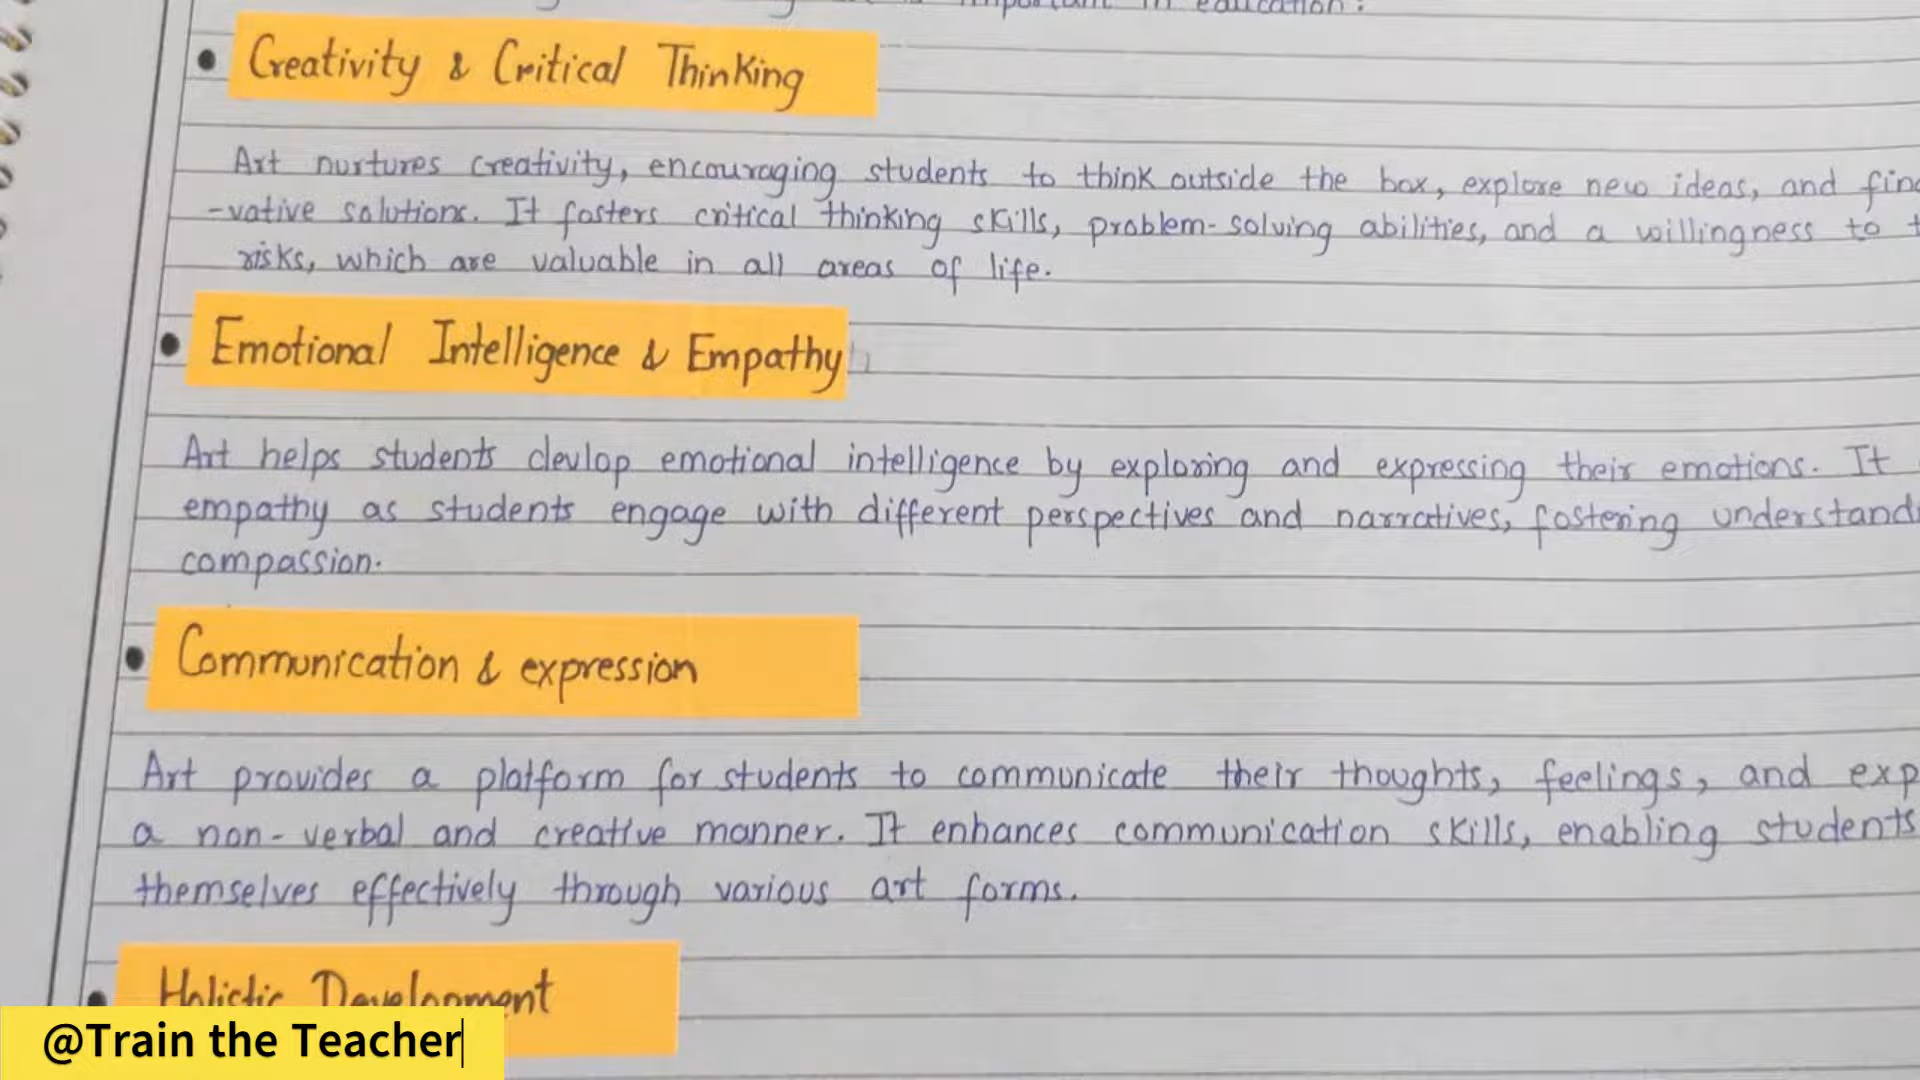 important in education:
• Creativity & Critical Thinking
Art nurtures creativity, encouraging students to think outside the box, explore new ideas, and
-vative solutions. It fosters critical thinking skills, problem-solving abilities, and a willingness to
risks, which are valuable in all areas of life.
• Emotional Intelligence & Empathy
Art helps students devlop emotional intelligence by exploring and expressing their emotions. It
empathy as students engage with different perspectives and narratives, fostering understand
compassion.
• Communication & expression
Art provides a platform for students to communicate their thoughts, feelings, and exp
a non-verbal and creative manner. It enhances communication skills, enabling students
themselves effectively through various art forms.
• Holistic Development
@Train the Teacher